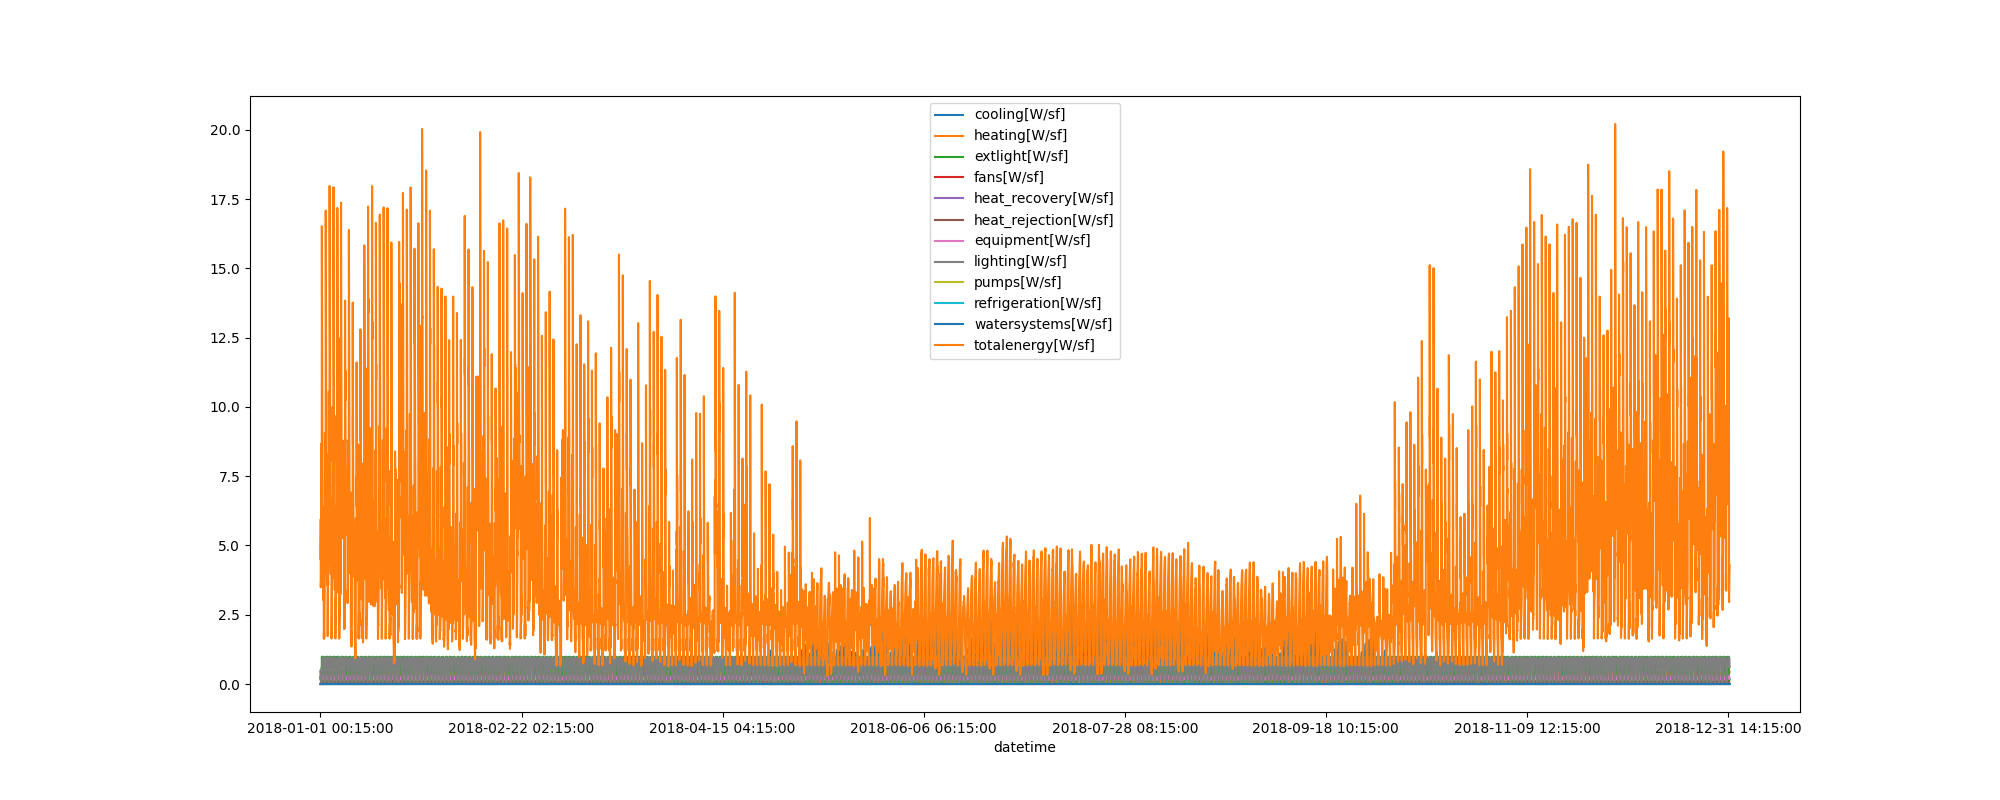 cooling[W/sf]
heating[W/sf]
extlight[W/sf]
fans[W/sf]
heat_recovery[W/sf]
heat_rejection[W/sf]
equipment[W/sf]
lighting[W/sf]
pumps[W/sf]
refrigeration[W/sf]
watersystems[W/sf]
totalenergy[W/sf]
20.0
17.5
15.0
12.5
10.0
7.5
5.0
2.5
0.0
2018-01-01 00:15:00 2018-02-22 02:15:00 2018-04-15 04:15:00 2018-06-06 06:15:00 2018-07-28 08:15:00 2018-09-18 10:15:00 2018-11-09 12:15:00 2018-12-31 14:15:00
datetime